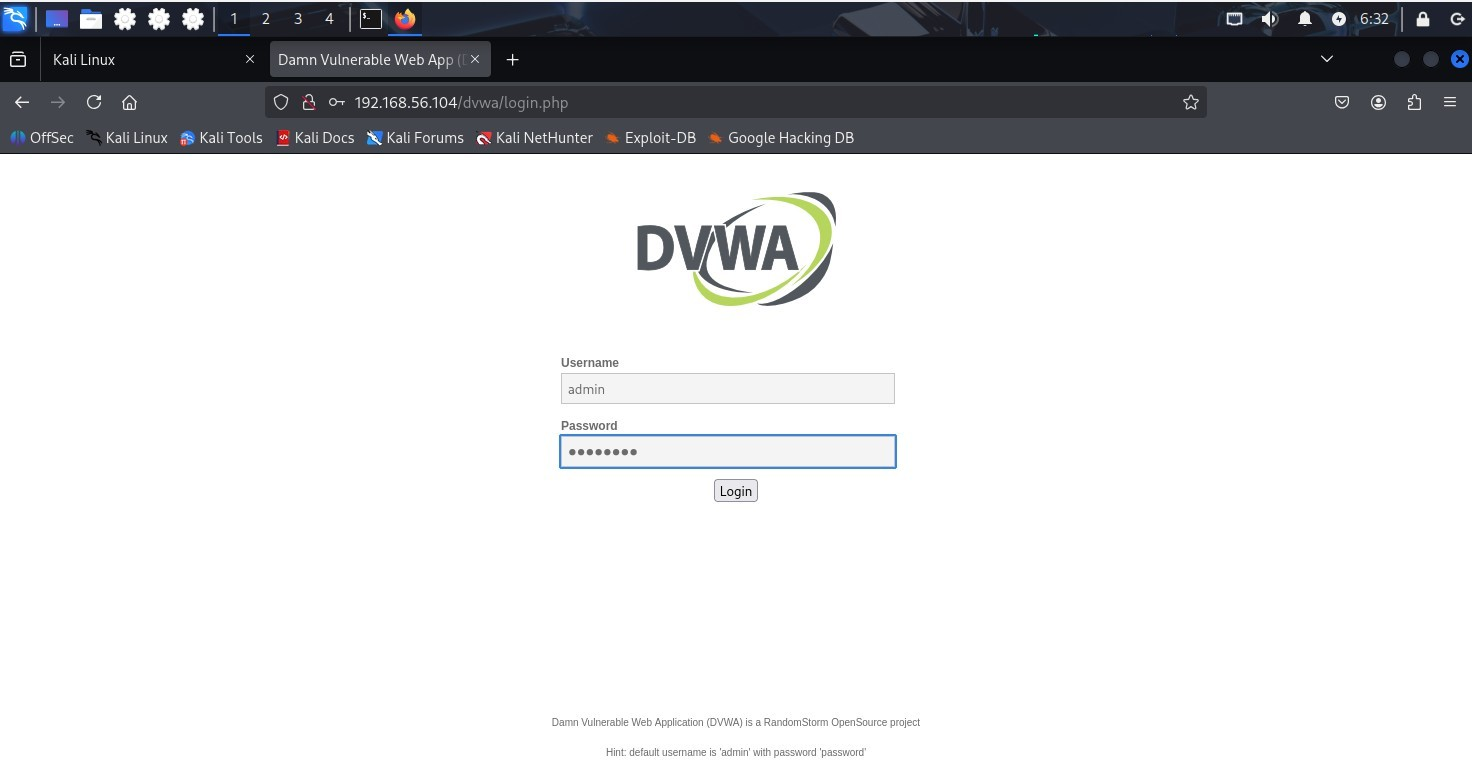 1 2 3 4 6:32
Kali Linux Damn Vulnerable Web App (
192.168.56.104/dvwa/login.php
OffSec Kali Linux Kali Tools Kali Docs Kali Forums Kali NetHunter Exploit-DB Google Hacking DB
DVWA
Username
admin
Password
Login
Damn Vulnerable Web Application (DVWA) is a RandomStorm OpenSource project
Hint: default username is 'admin' with password 'password'